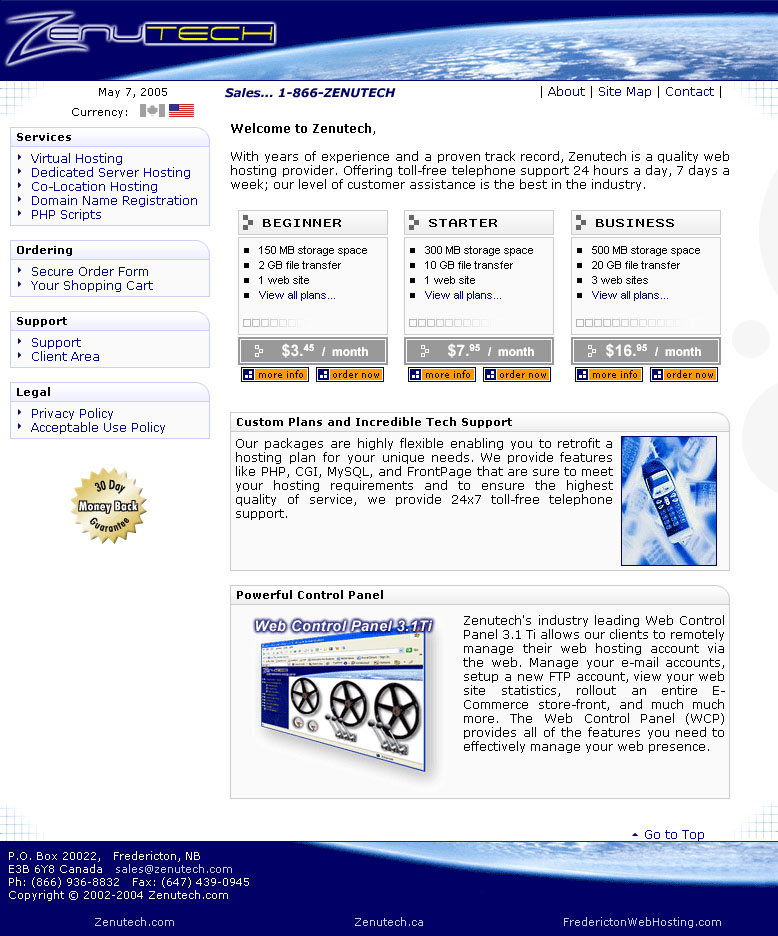 ZENUTECH
May 7, 2005
Sales... 1-866-ZENUTECH
| About | Site Map | Contact |
Currency:
Services
Virtual Hosting
Dedicated Server Hosting
Co-Location Hosting
Domain Name Registration
PHP Scripts
Ordering
Secure Order Form
Your Shopping Cart
Support
Support
Client Area
Legal
Privacy Policy
Acceptable Use Policy
30 Day
Money Back
Guarantee
Welcome to Zenutech,
With years of experience and a proven track record, Zenutech is a quality web
hosting provider. Offering toll-free telephone support 24 hours a day, 7 days a
week; our level of customer assistance is the best in the industry.
BEGINNER
150 MB storage space
2 GB file transfer
1 web site
View all plans...
$3.45 / month
more info order now
STARTER
300 MB storage space
10 GB file transfer
1 web site
View all plans...
$7.95 / month
more info order now
BUSINESS
500 MB storage space
20 GB file transfer
3 web sites
View all plans...
$16.95 / month
more info order now
Custom Plans and Incredible Tech Support
Our packages are highly flexible enabling you to retrofit a
hosting plan for your unique needs. We provide features
like PHP, CGI, MySQL, and FrontPage that are sure to meet
your hosting requirements and to ensure the highest
quality of service, we provide 24x7 toll-free telephone
support.
Powerful Control Panel
Web Control Panel 3.1Ti
Zenutech's industry leading Web Control
Panel 3.1 Ti allows our clients to remotely
manage their web hosting account via
the web. Manage your e-mail accounts,
setup a new FTP account, view your web
site statistics, rollout an entire E-
Commerce store-front, and much much
more. The Web Control Panel (WCP)
provides all of the features you need to
effectively manage your web presence.
Go to Top
P.O. Box 20022, Fredericton, NB
E3B 6Y8 Canada sales@zenutech.com
Ph: (866) 936-8832 Fax: (647) 439-0945
Copyright © 2002-2004 Zenutech.com
Zenutech.com
Zenutech.ca
FrederictonWebHosting.com